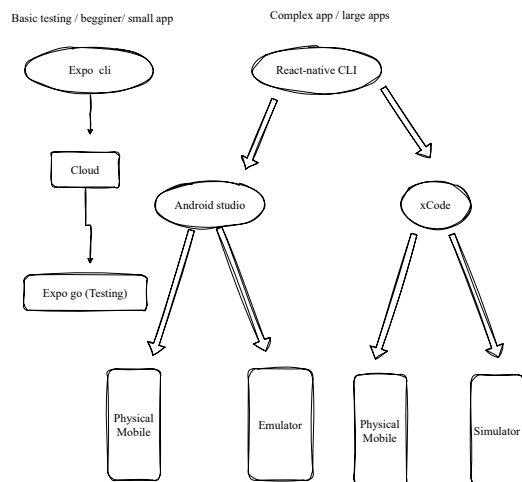 Basic testing / begginer/ small app
Complex app / large apps
Expo cli
React-native CLI
Cloud
Android studio
xCode
Expo go (Testing)
Physical
Mobile
Emulator
Physical
Mobile
Simulator